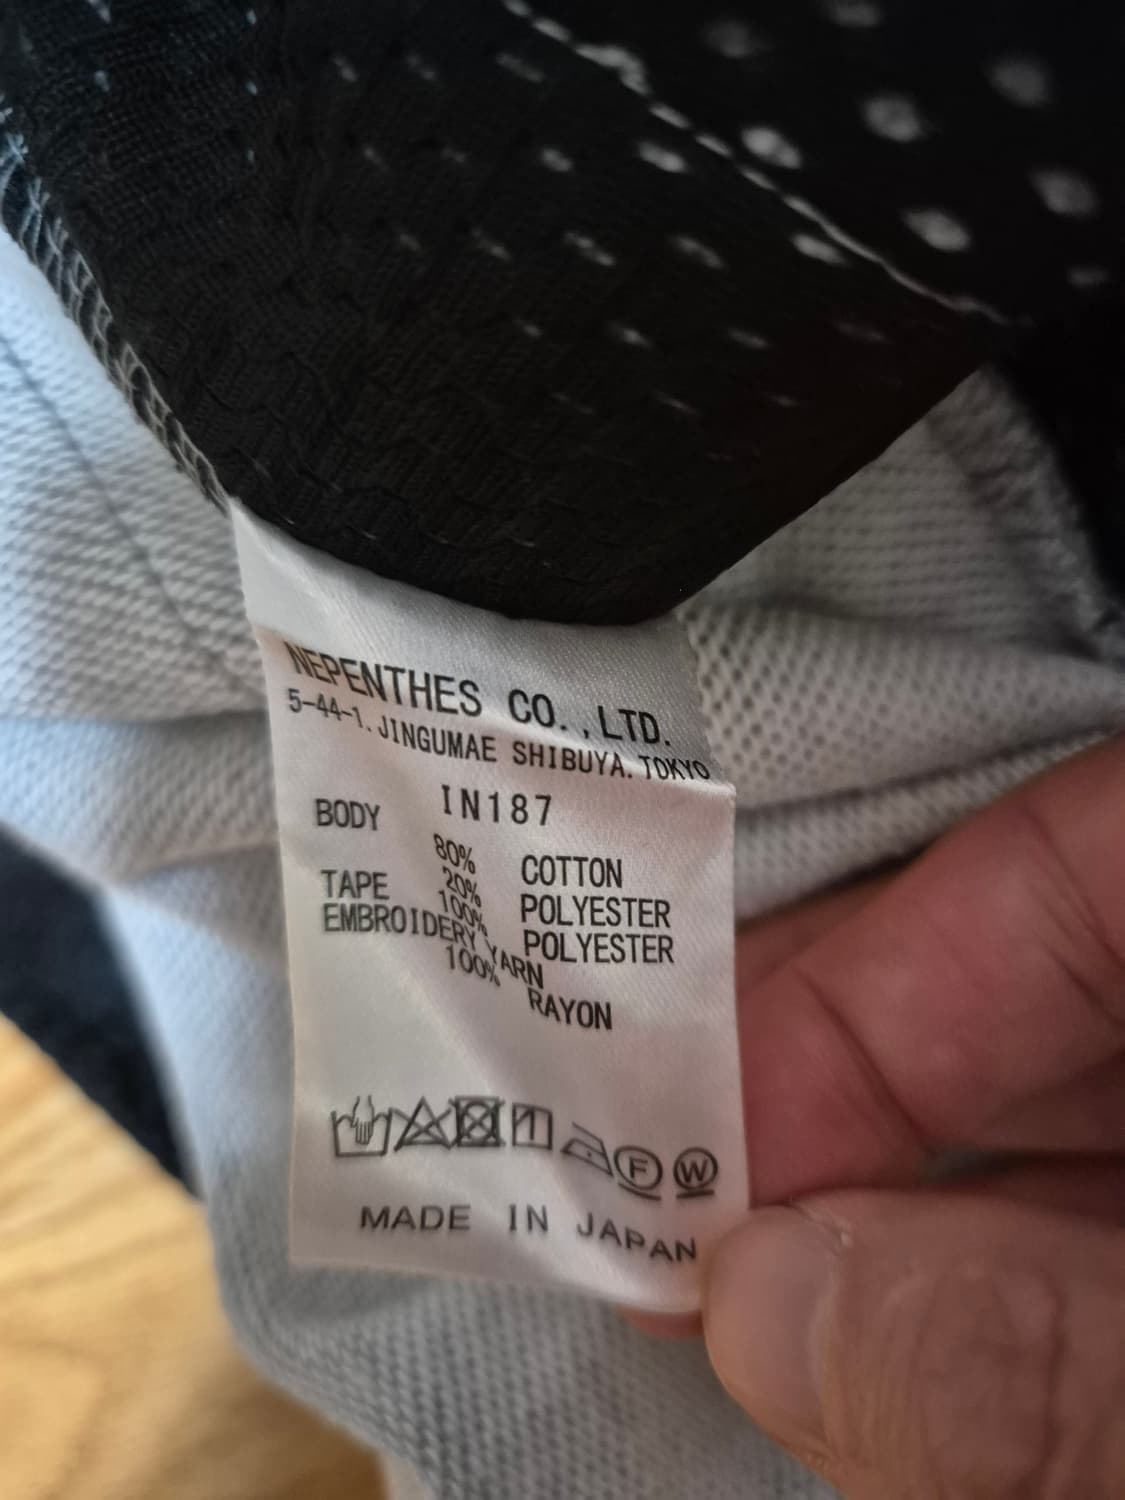 NEPENTHES CO.,LTD.
5-44-1. JINGUMAE SHIBUYA. TOKYO
IN187
BODY
80% COTTON
20% POLYESTER
TAPE
100% POLYESTER
EMBROIDERY YARN
100% RAYON
F W
MADE IN JAPAN